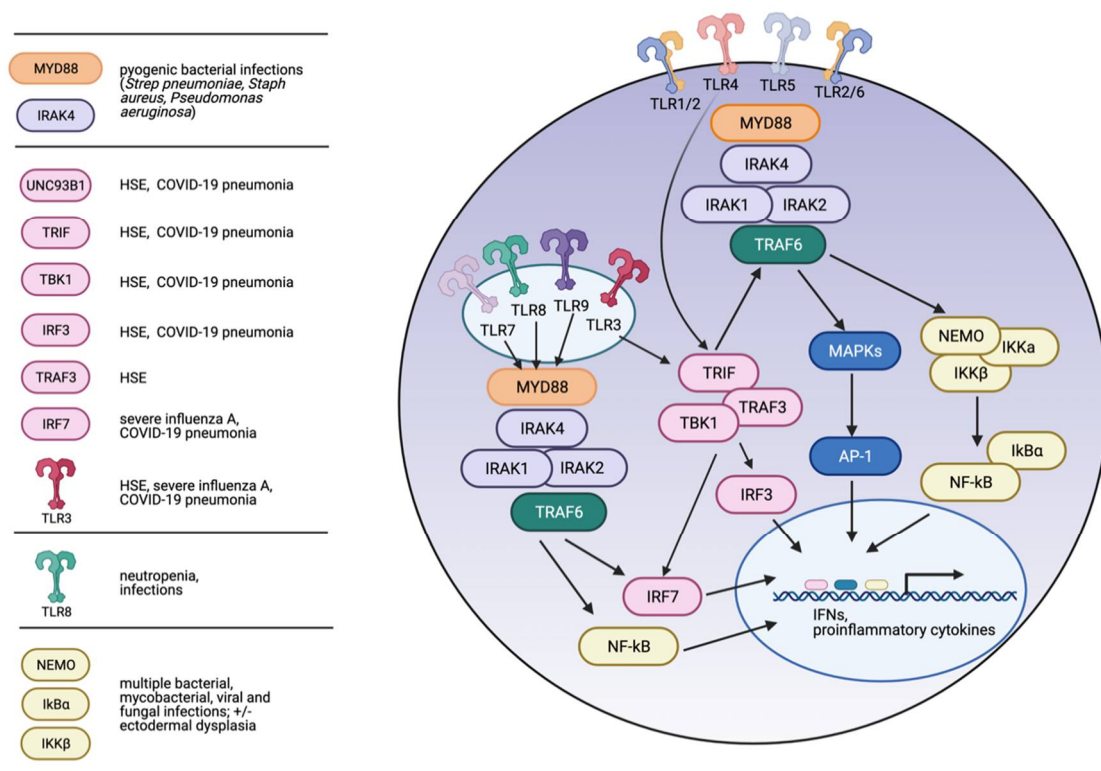 MYD88
IRAK4
pyogenic bacterial infections
(Strep pneumoniae, Staph
aureus, Pseudomonas
aeruginosa)
UNC93B1
HSE, COVID-19 pneumonia
TRIF
HSE, COVID-19 pneumonia
TBK1
HSE, COVID-19 pneumonia
IRF3
HSE, COVID-19 pneumonia
TRAF3
HSE
IRF7
severe influenza A,
COVID-19 pneumonia
TLR3
HSE, severe influenza A,
COVID-19 pneumonia
TLR8
neutropenia,
infections
NEMO
IkBα
IKKβ
multiple bacterial,
mycobacterial, viral and
fungal infections; +/-
ectodermal dysplasia
TLR1/2
TLR4
TLR5
TLR2/6
MYD88
IRAK4
IRAK1
IRAK2
TRAF6
TLR7
TLR8
TLR9
TLR3
MYD88
IRAK4
IRAK1
IRAK2
TRAF6
TRIF
TRAF3
TBK1
IRF3
IRF7
NF-kB
MAPKs
AP-1
NEMO
IKKa
IKKβ
IkBα
NF-kB
IFNs,
proinflammatory cytokines